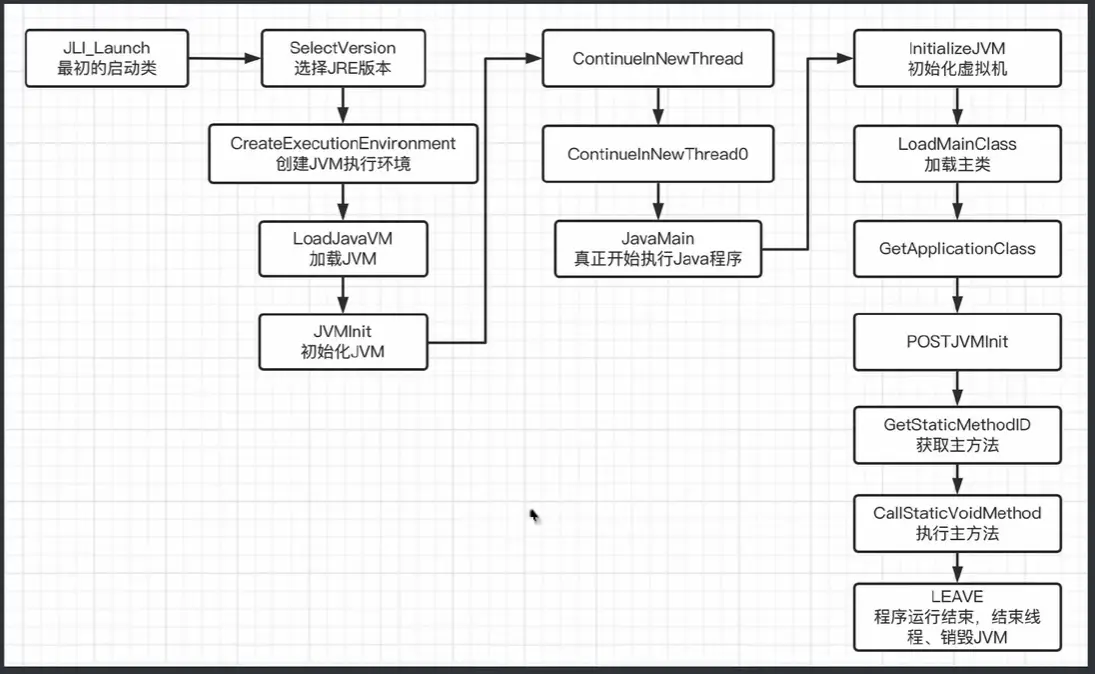 JLI_Launch
最初的启动类
SelectVersion
选择JRE版本
CreateExecutionEnvironment
创建JVM执行环境
LoadJavaVM
加载JVM
JVMInit
初始化JVM
ContinueInNewThread
ContinueInNewThread0
JavaMain
真正开始执行Java程序
InitializeJVM
初始化虚拟机
LoadMainClass
加载主类
GetApplicationClass
POSTJVMInit
GetStaticMethodID
获取主方法
CallStaticVoidMethod
执行主方法
LEAVE
程序运行结束，结束线
程、销毁JVM